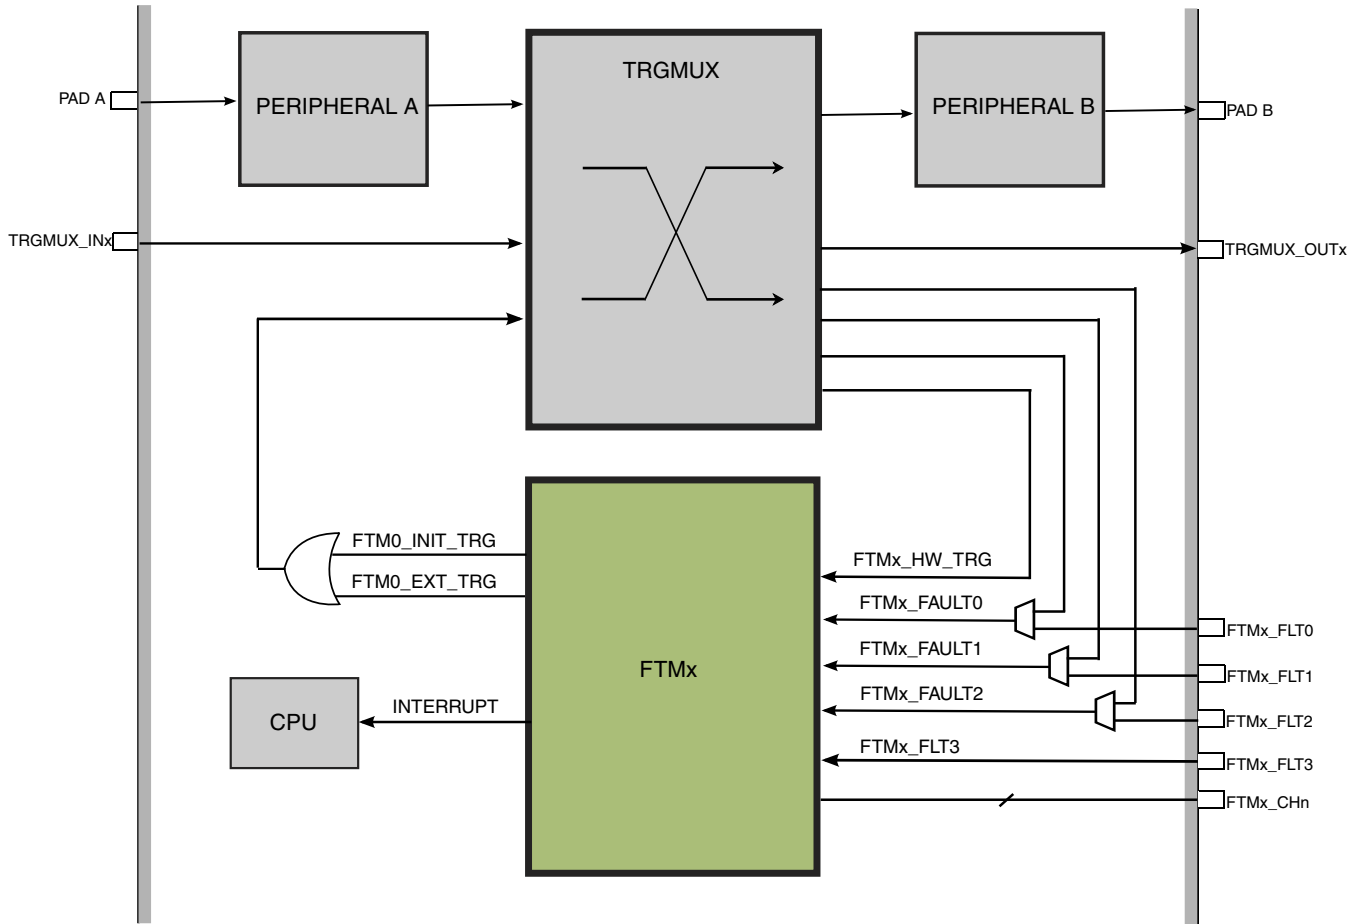 TRGMUX
PAD A
PERIPHERAL A
PERIPHERAL B
PAD B
TRGMUX_INx
TRGMUX_OUTx
FTM0_INIT_TRG
FTM0_EXT_TRG
FTMx_HW_TRG
FTMx_FAULT0
FTMx_FLT0
FTMx_FAULT1
FTMx
FTMx_FLT1
FTMx_FAULT2
INTERRUPT
CPU
FTMx_FLT2
FTMx_FLT3
FTMx_FLT3
FTMx_CHn